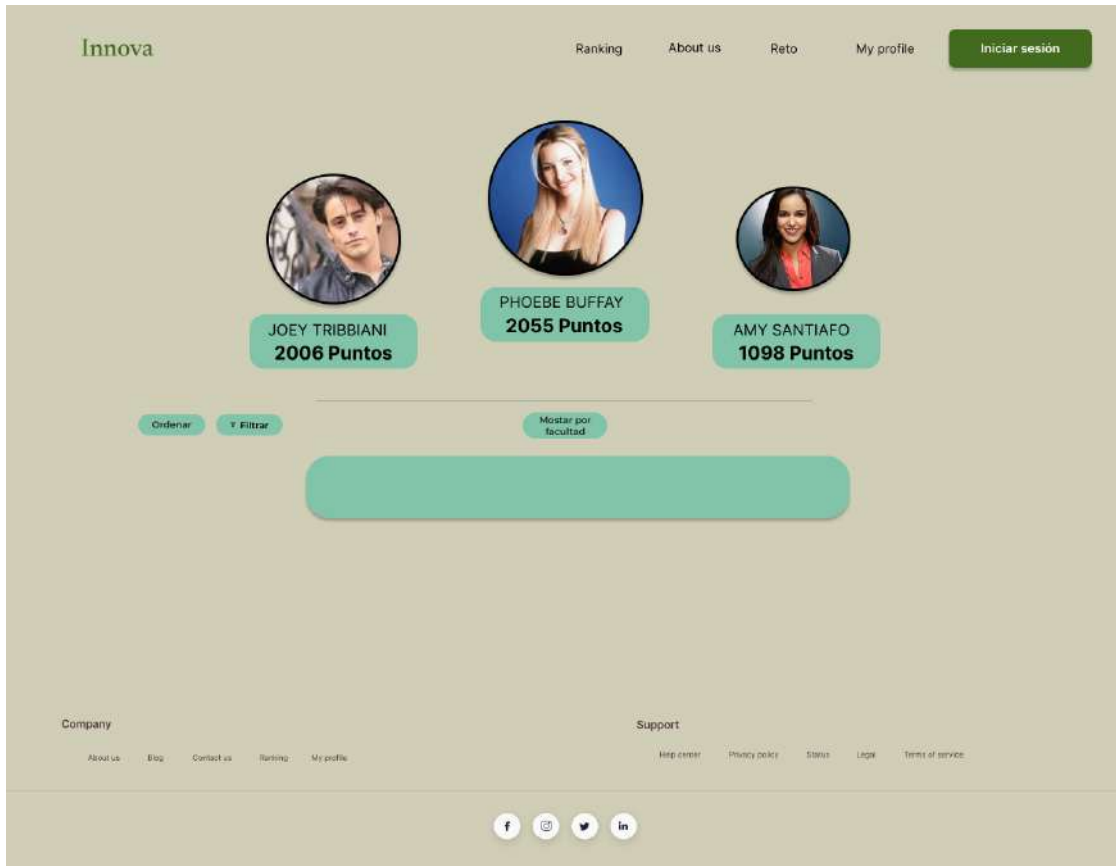 Innova
Ranking About us Reto My profile Iniciar sesión
PHOEBE BUFFAY
2055 Puntos
JOEY TRIBBIANI
2006 Puntos
AMY SANTIAFO
1098 Puntos
Ordenar Filtrar Mostar por
facultad
Company
About us Blog Contact us Ranking My profile
Support
Help center Privacy policy Status Legal Terms of service
f in